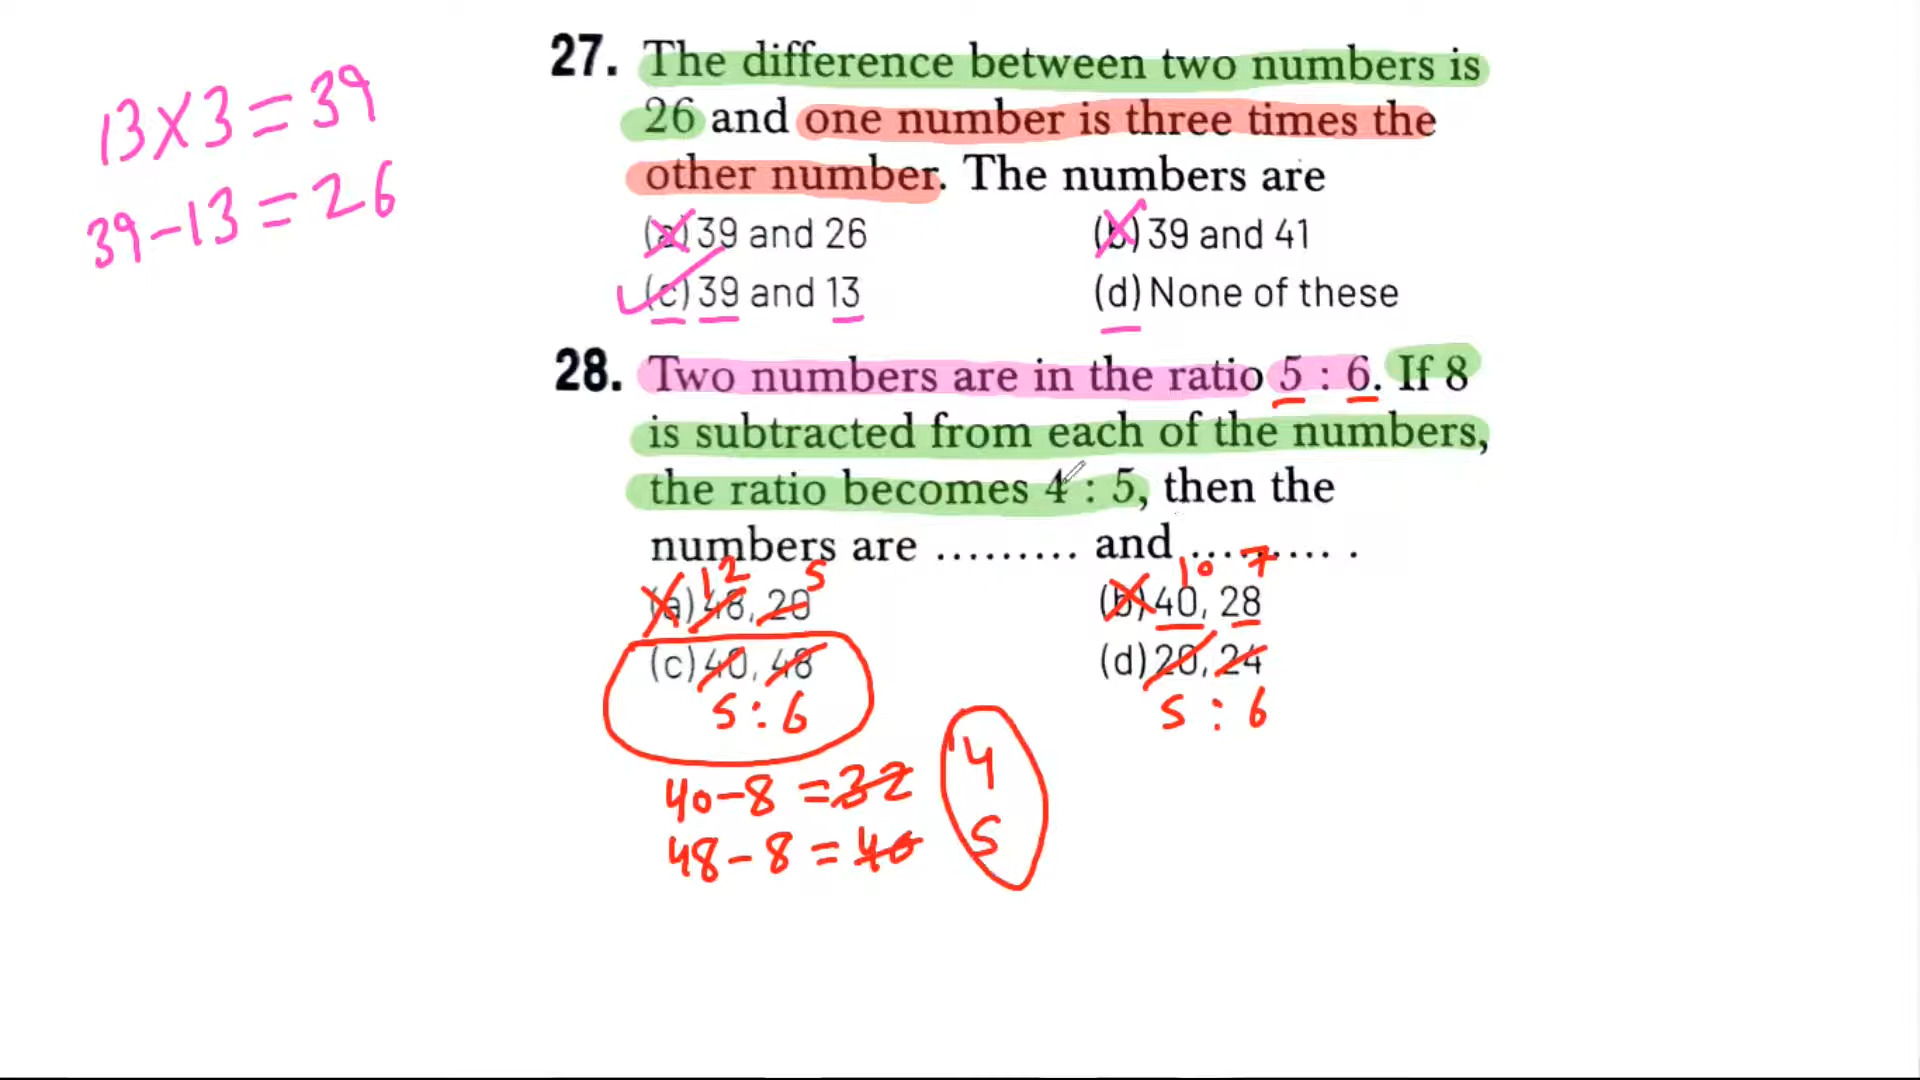 13×3=39
39-13=26
27. The difference between two numbers is
26 and one number is three times the
other number. The numbers are
(a) 39 and 26 (b) 39 and 41
(c) 39 and 13 (d) None of these
28. Two numbers are in the ratio 5 : 6. If 8
is subtracted from each of the numbers,
the ratio becomes 4 : 5, then the
numbers are ......... and .......... .
12 5 10 7
(a) 48, 20 (b) 40, 28
(c) 40, 48 (d) 20, 24
5:6 5:6
40-8=32 4
48-8=40 5